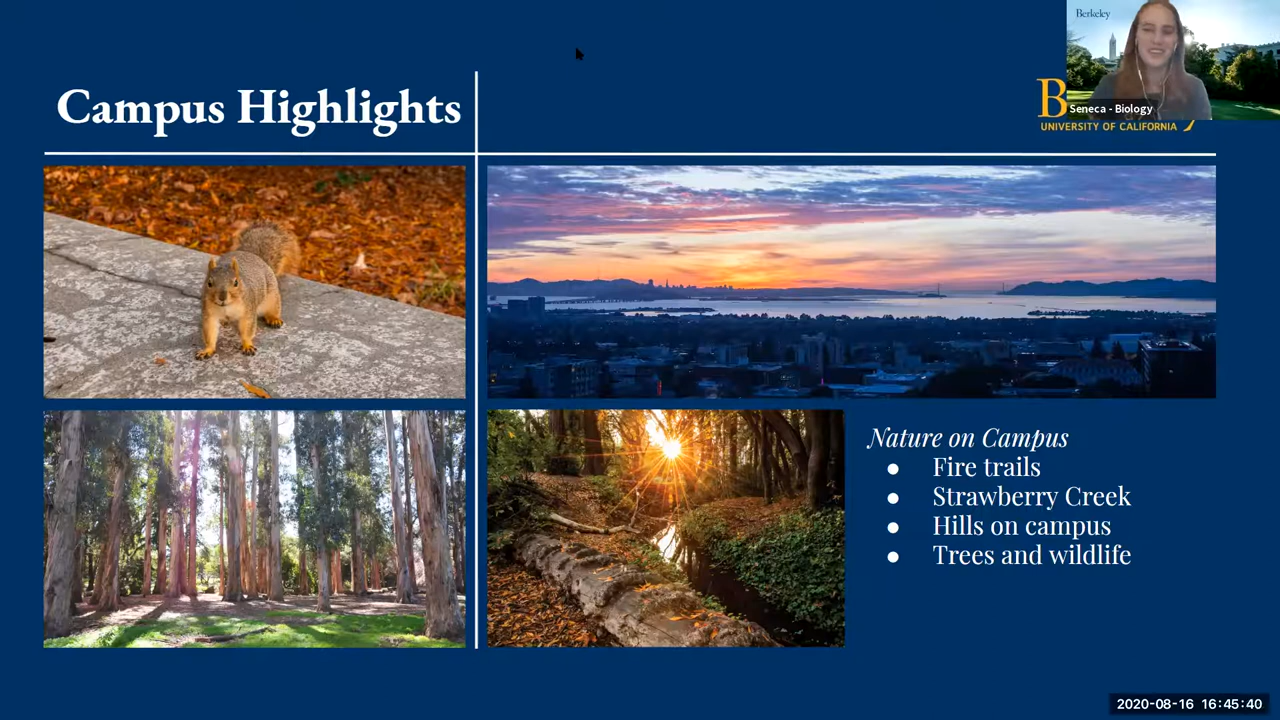 Berkeley
Campus Highlights
B
Seneca - Biology
UNIVERSITY OF CALIFORNIA
Nature on Campus
● Fire trails
● Strawberry Creek
● Hills on campus
● Trees and wildlife
2020-08-16 16:45:40